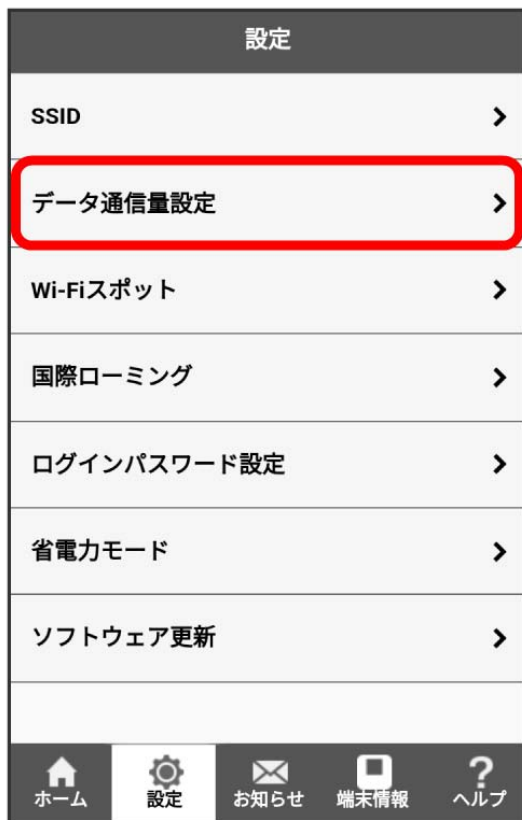 設定
SSID
データ通信量設定
Wi-Fiスポット
国際ローミング
ログインパスワード設定
省電力モード
ソフトウェア更新
ホーム 設定 お知らせ 端末情報 ヘルプ